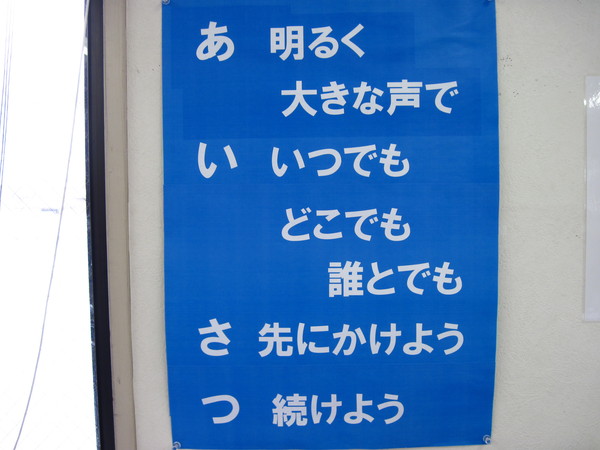 あ 明るく
大きな声で
い いつでも
どこでも
誰とでも
さ 先にかけよう
つ 続けよう